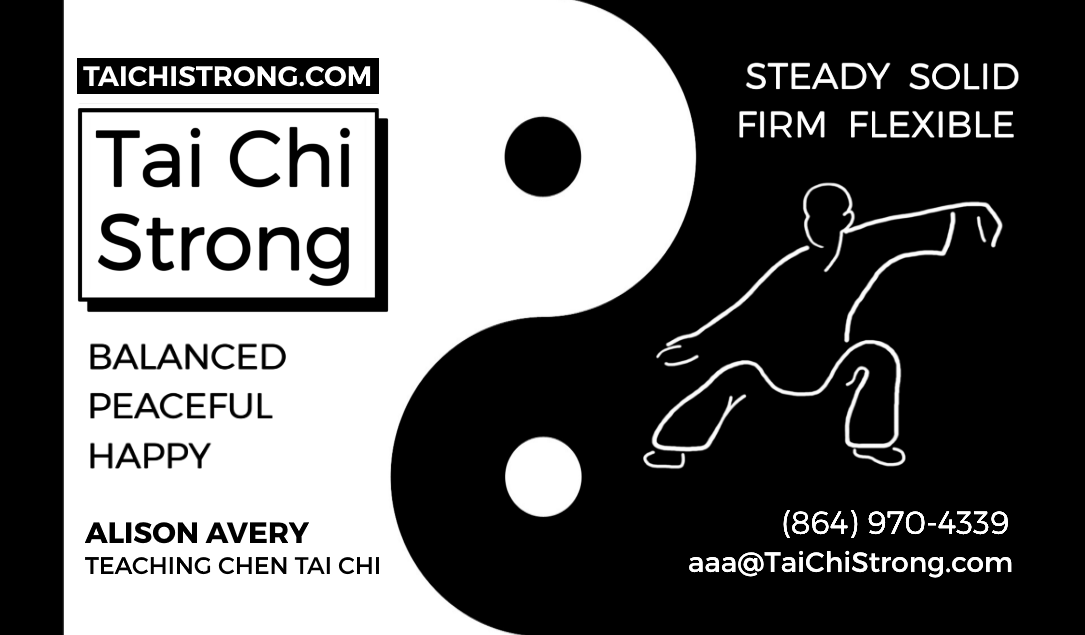 TAICHISTRONG.COM
Tai Chi
Strong
BALANCED
PEACEFUL
HAPPY
ALISON AVERY
TEACHING CHEN TAI CHI
STEADY SOLID
FIRM FLEXIBLE
(864) 970-4339
aaa@TaiChiStrong.com